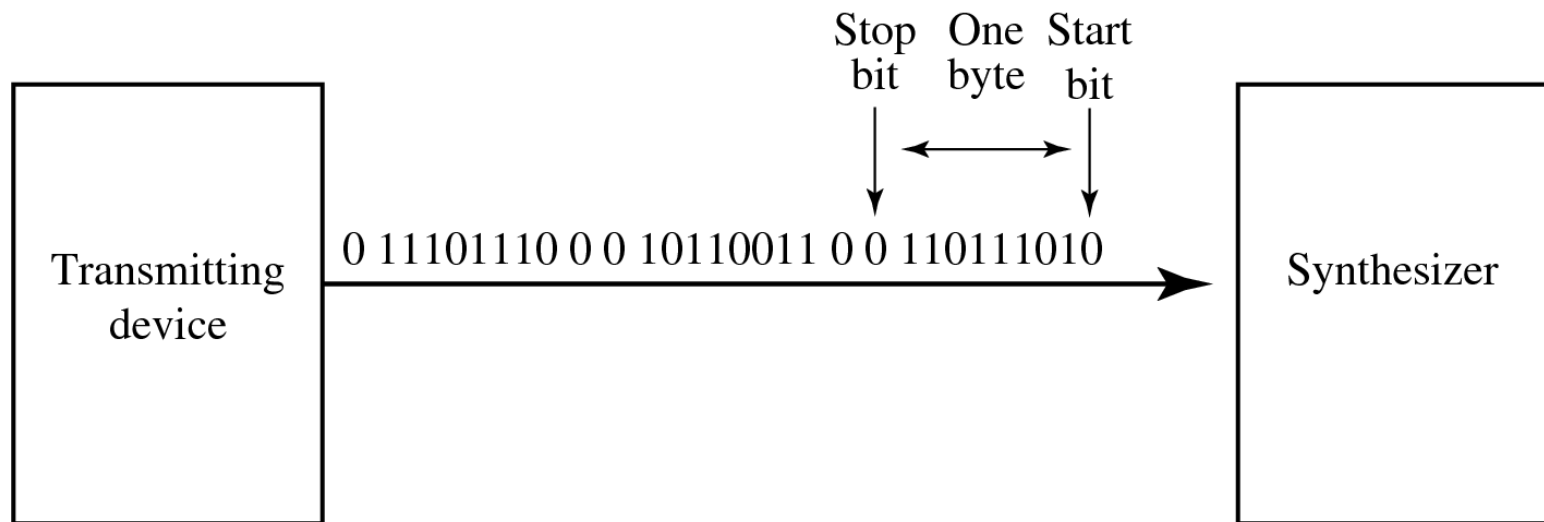 Stop One Start
bit byte bit
0 11101110 0 0 10110011 0 0 110111010
Transmitting
device
Synthesizer